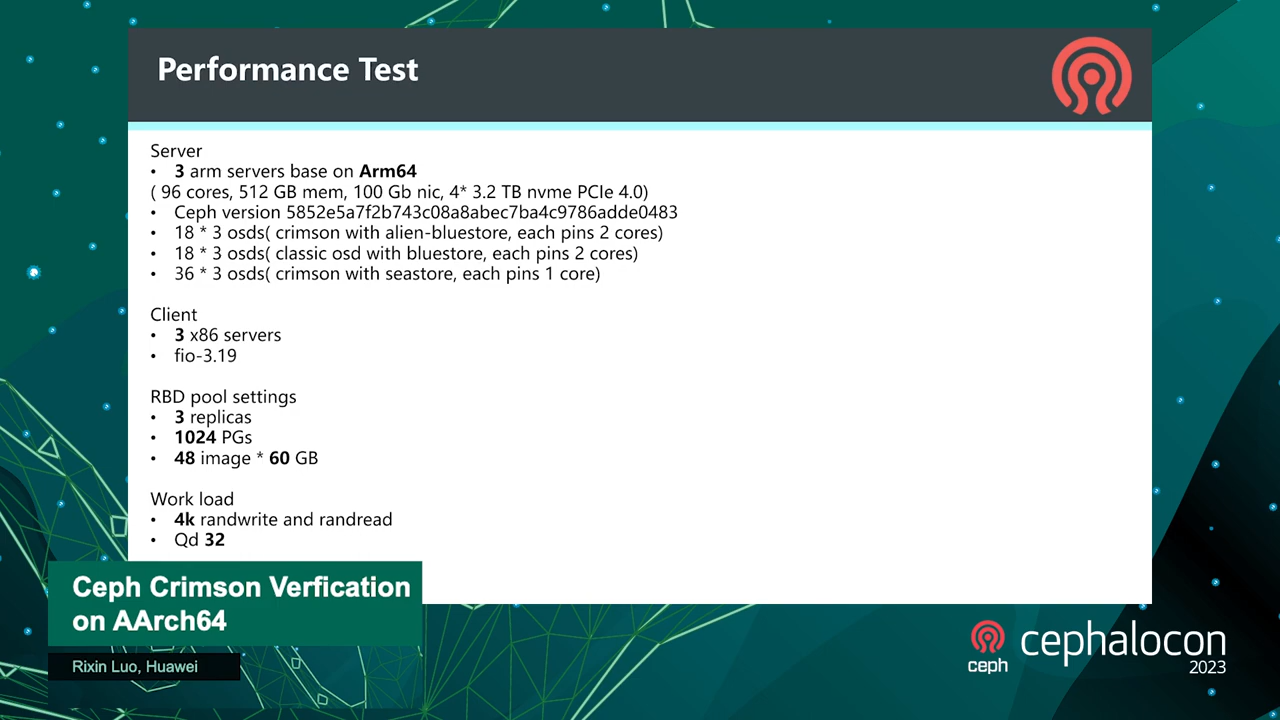 Performance Test
Server
• 3 arm servers base on Arm64
( 96 cores, 512 GB mem, 100 Gb nic, 4* 3.2 TB nvme PCIe 4.0)
• Ceph version 5852e5a7f2b743c08a8abec7ba4c9786adde0483
• 18 * 3 osds( crimson with alien-bluestore, each pins 2 cores)
• 18 * 3 osds( classic osd with bluestore, each pins 2 cores)
• 36 * 3 osds( crimson with seastore, each pins 1 core)
Client
• 3 x86 servers
• fio-3.19
RBD pool settings
• 3 replicas
• 1024 PGs
• 48 image * 60 GB
Work load
• 4k randwrite and randread
• Qd 32
Ceph Crimson Verfication
on AArch64
Rixin Luo, Huawei
ceph
cephalocon
2023